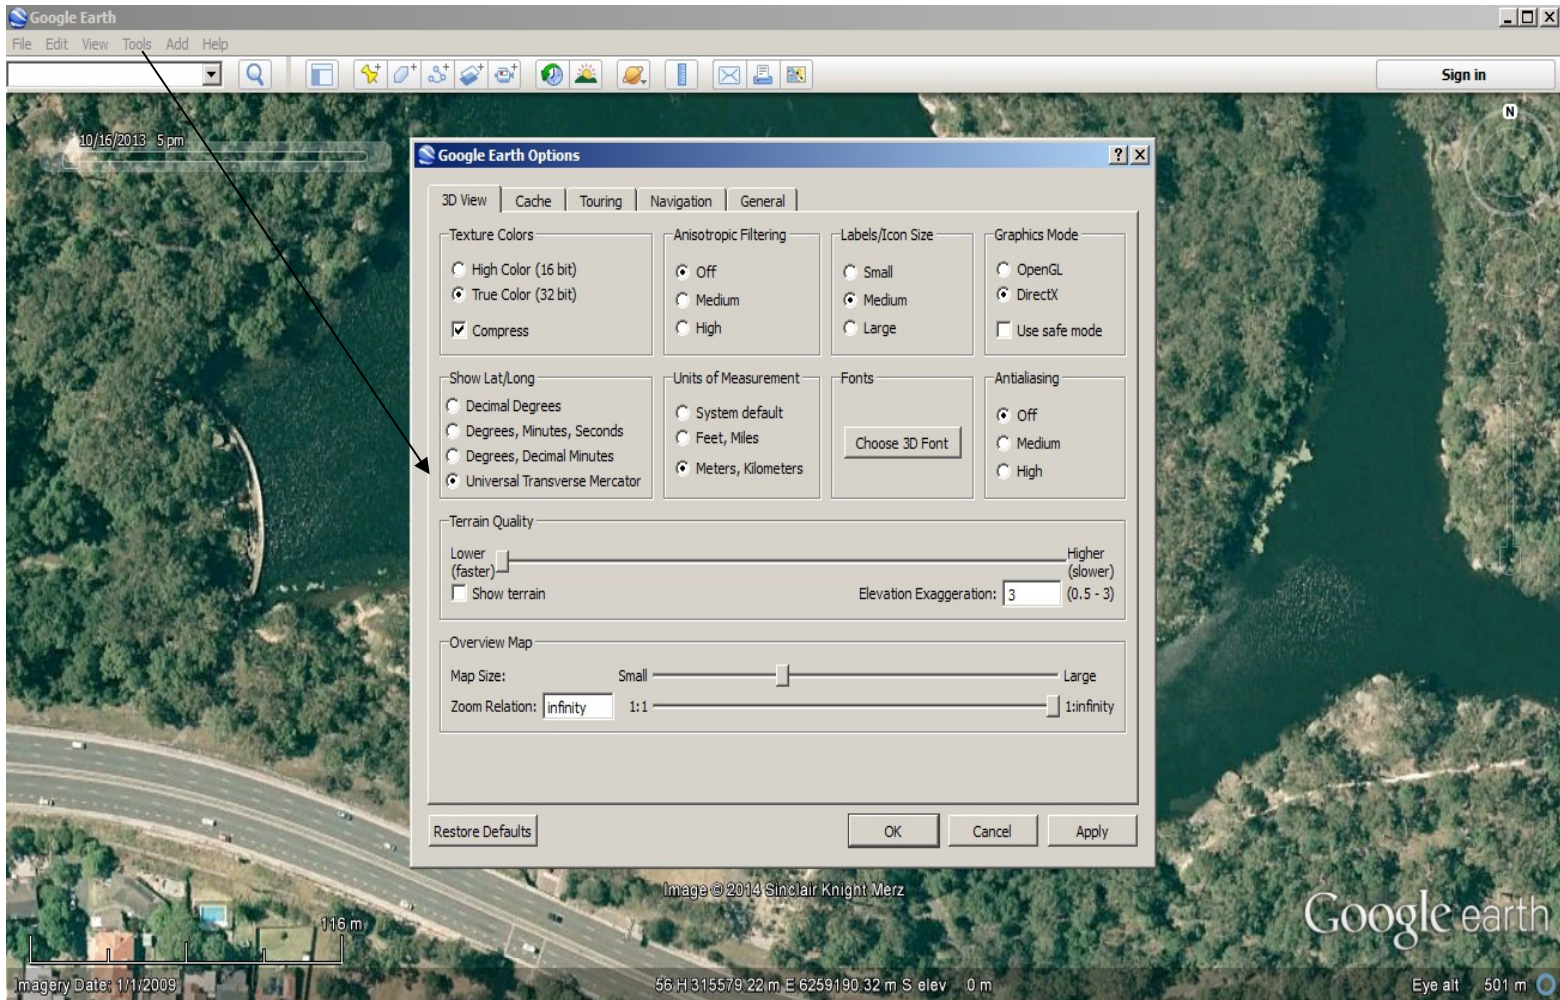 Google Earth
File Edit View Tools Add Help
Sign in
10/16/2013 5 pm
N
Google Earth Options
3D View Cache Touring Navigation General
Texture Colors
High Color (16 bit)
True Color (32 bit)
Compress
Anisotropic Filtering
Off
Medium
High
Labels/Icon Size
Small
Medium
Large
Graphics Mode
OpenGL
DirectX
Use safe mode
Show Lat/Long
Decimal Degrees
Degrees, Minutes, Seconds
Degrees, Decimal Minutes
Universal Transverse Mercator
Units of Measurement
System default
Feet, Miles
Meters, Kilometers
Fonts
Choose 3D Font
Antialiasing
Off
Medium
High
Terrain Quality
Lower
(faster)
Higher
(slower)
Show terrain
Elevation Exaggeration: 3 (0.5 - 3)
Overview Map
Map Size: Small Large
Zoom Relation: infinity 1:1 1:infinity
Restore Defaults OK Cancel Apply
Image © 2014 Sinclair Knight Merz
Google earth
116 m
Imagery Date: 1/1/2009 56 H 315579.22 m E 6259190.32 m S elev 0 m Eye alt 501 m